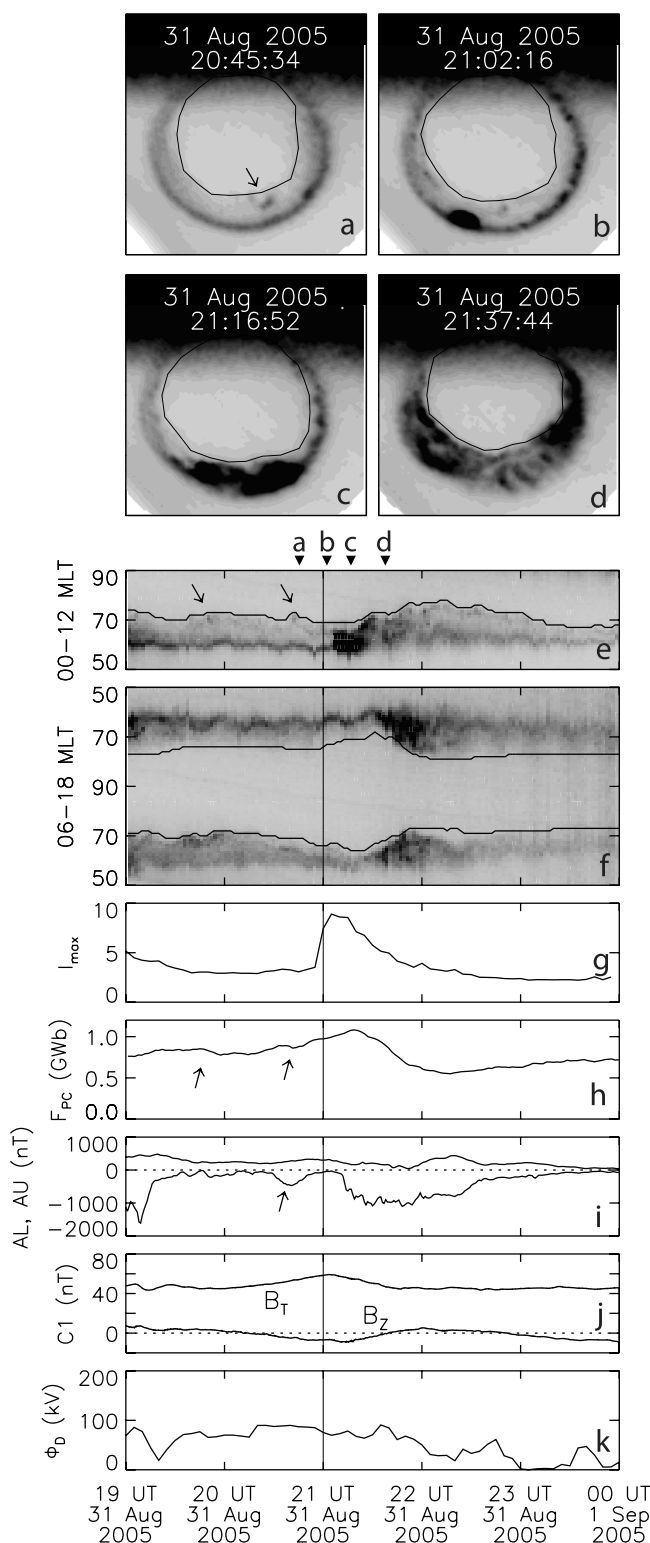 31 Aug 2005
20:45:34
a
31 Aug 2005
21:02:16
b
31 Aug 2005
21:16:52
c
31 Aug 2005
21:37:44
d
a b c d
00-12 MLT
90
70
50
e
06-18 MLT
50
70
90
70
50
f
I_max
10
5
0
g
F_PC (GWb)
1.0
0.5
0.0
h
AL, AU (nT)
1000
0
-1000
-2000
i
C1 (nT)
80
40
0
B_T
B_Z
j
Φ_D (kV)
200
100
0
k
19 UT 20 UT 21 UT 22 UT 23 UT 00 UT
31 Aug 31 Aug 31 Aug 31 Aug 31 Aug 1 Sep
2005 2005 2005 2005 2005 2005